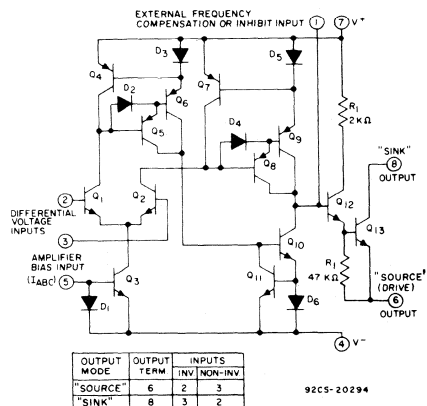 EXTERNAL FREQUENCY
COMPENSATION OR INHIBIT INPUT 1 7 V+
D3 D5
Q4 Q7
D2 Q6 R1
2 KΩ
Q5 D4 Q9
Q8 "SINK"
8
OUTPUT
2 Q1 Q2 Q12
Q13
DIFFERENTIAL
VOLTAGE
INPUTS
3 Q10
AMPLIFIER
BIAS INPUT
(IABC) 5 Q3 Q11 R1
47 KΩ "SOURCE"
(DRIVE)
6
OUTPUT
D1 D6
4 V-
OUTPUT MODE OUTPUT TERM INPUTS
INV NON-INV
"SOURCE" 6 2 3
"SINK" 8 3 2
92CS-20294